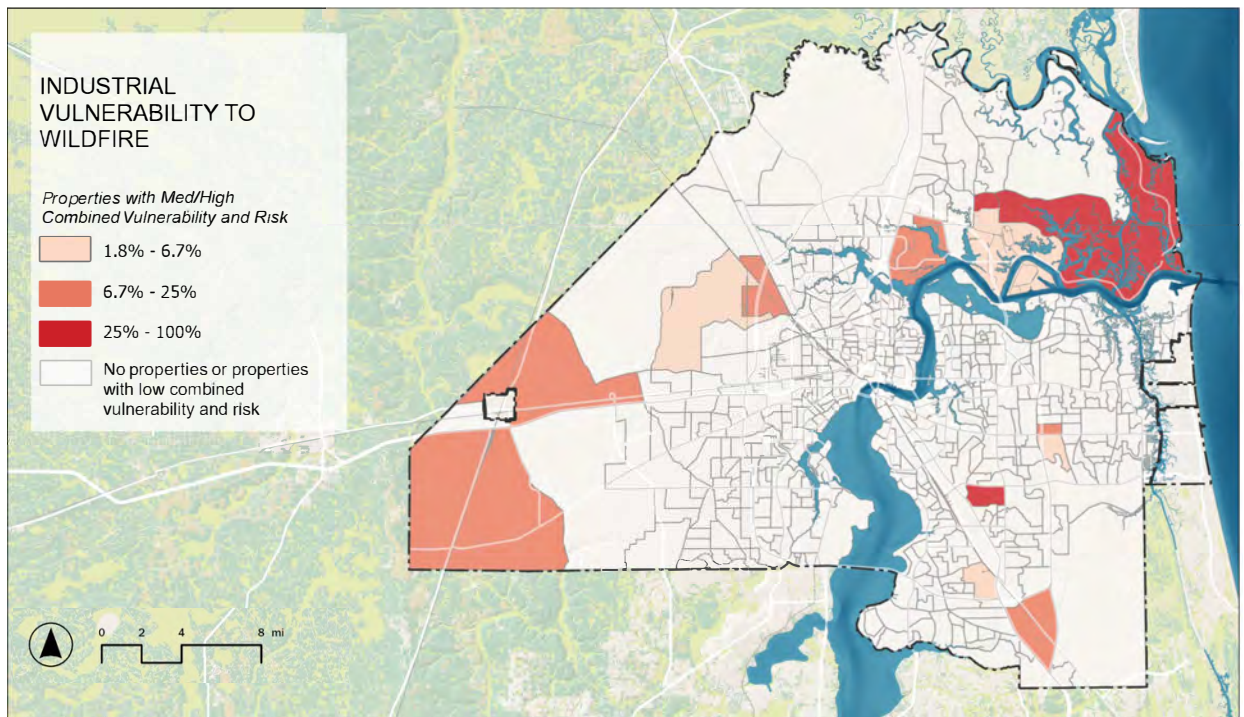 INDUSTRIAL
VULNERABILITY TO
WILDFIRE
Properties with Med/High
Combined Vulnerability and Risk
1.8% - 6.7%
6.7% - 25%
25% - 100%
No properties or properties
with low combined
vulnerability and risk
0 2 4 8 mi